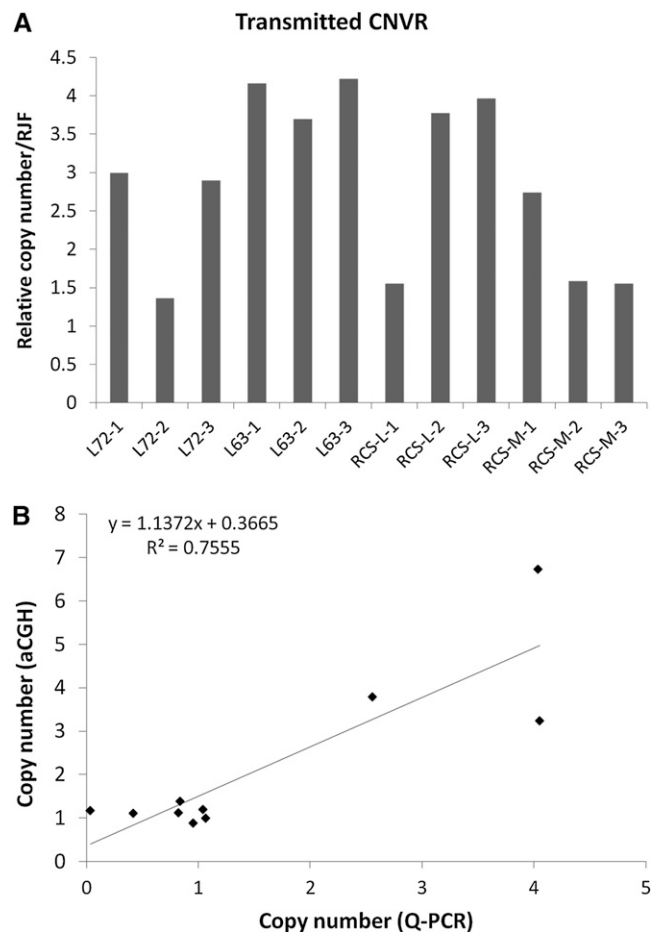 A
Transmitted CNVR
Relative copy number/RJF
4.5
4
3.5
3
2.5
2
1.5
1
0.5
0
L72-1
L72-2
L72-3
L63-1
L63-2
L63-3
RCS-L-1
RCS-L-2
RCS-L-3
RCS-M-1
RCS-M-2
RCS-M-3
B
y = 1.1372x + 0.3665
R² = 0.7555
Copy number (aCGH)
8
7
6
5
4
3
2
1
0
0 1 2 3 4 5
Copy number (Q-PCR)